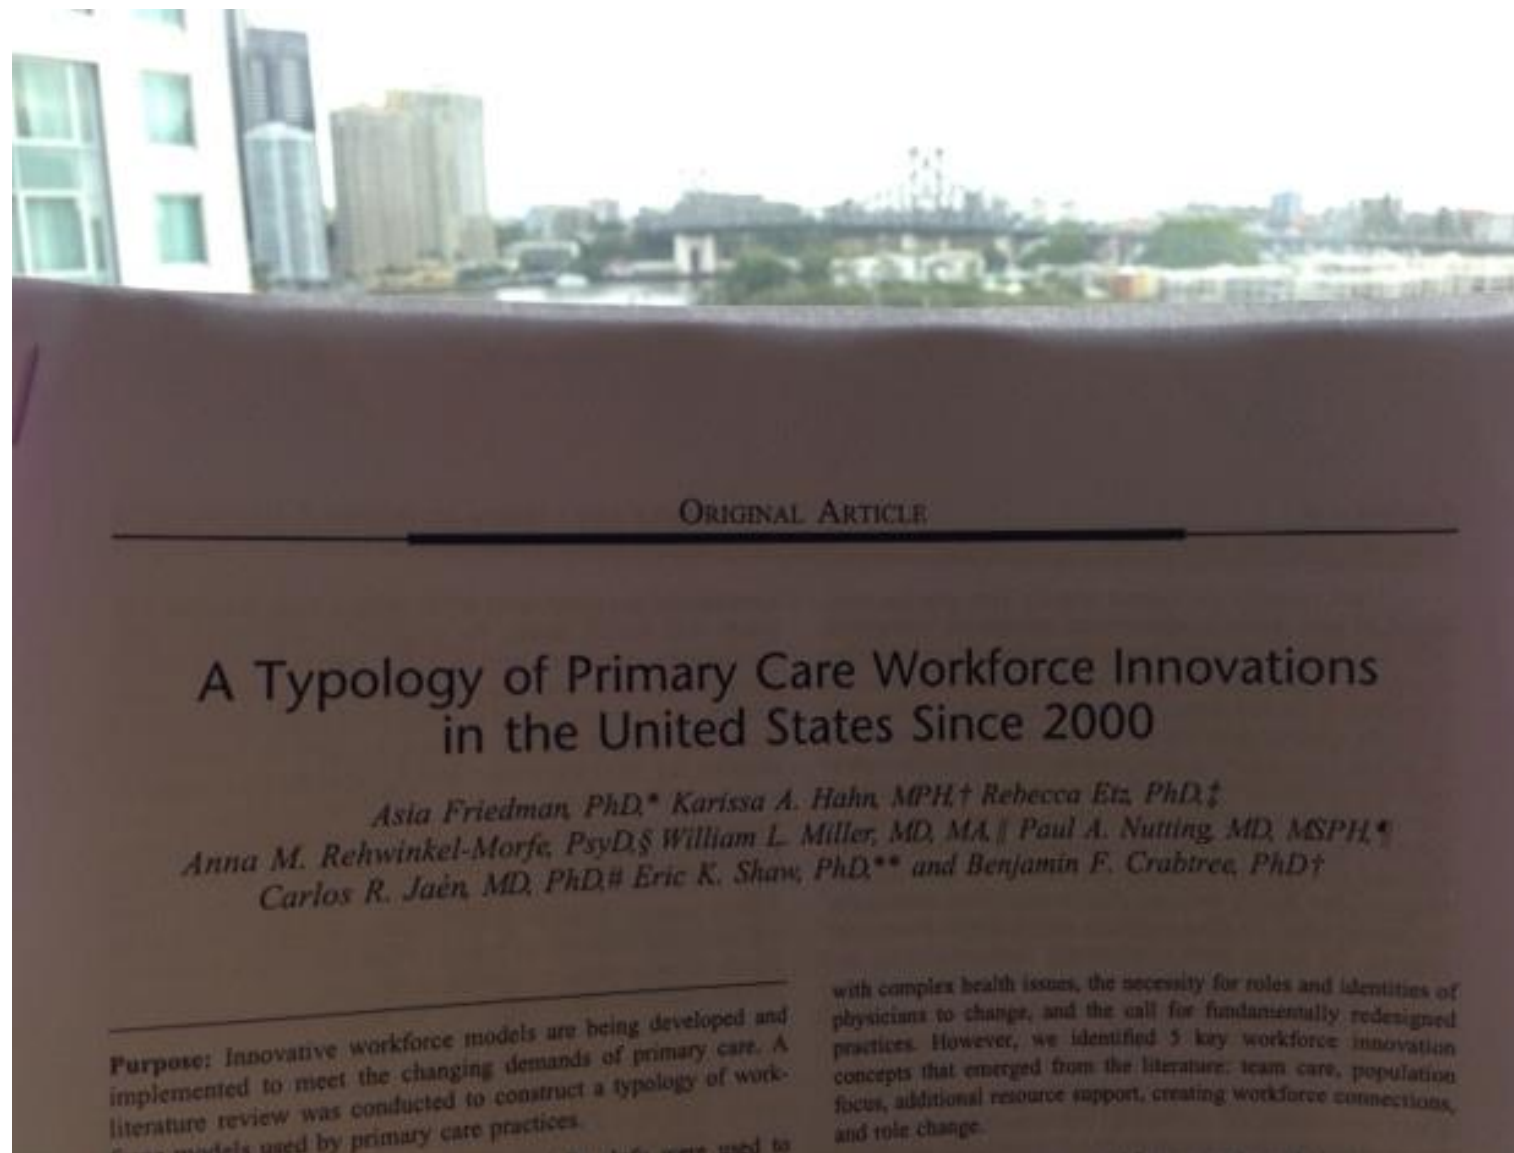 ORIGINAL ARTICLE
A Typology of Primary Care Workforce Innovations
in the United States Since 2000
Asia Friedman, PhD,* Karissa A. Hahn, MPH,† Rebecca Etz, PhD,‡
Anna M. Rehwinkel-Morfe, PsyD,§ William L. Miller, MD, MA,‖ Paul A. Nutting, MD, MSPH,¶
Carlos R. Jaén, MD, PhD,# Eric K. Shaw, PhD,** and Benjamin F. Crabtree, PhD†
Purpose: Innovative workforce models are being developed and
implemented to meet the changing demands of primary care. A
literature review was conducted to construct a typology of work-
models used by primary care practices.
were used to
with complex health issues, the necessity for roles and identities of
physicians to change, and the call for fundamentally redesigned
practices. However, we identified 5 key workforce innovation
concepts that emerged from the literature: team care, population
focus, additional resource support, creating workforce connections,
and role change.